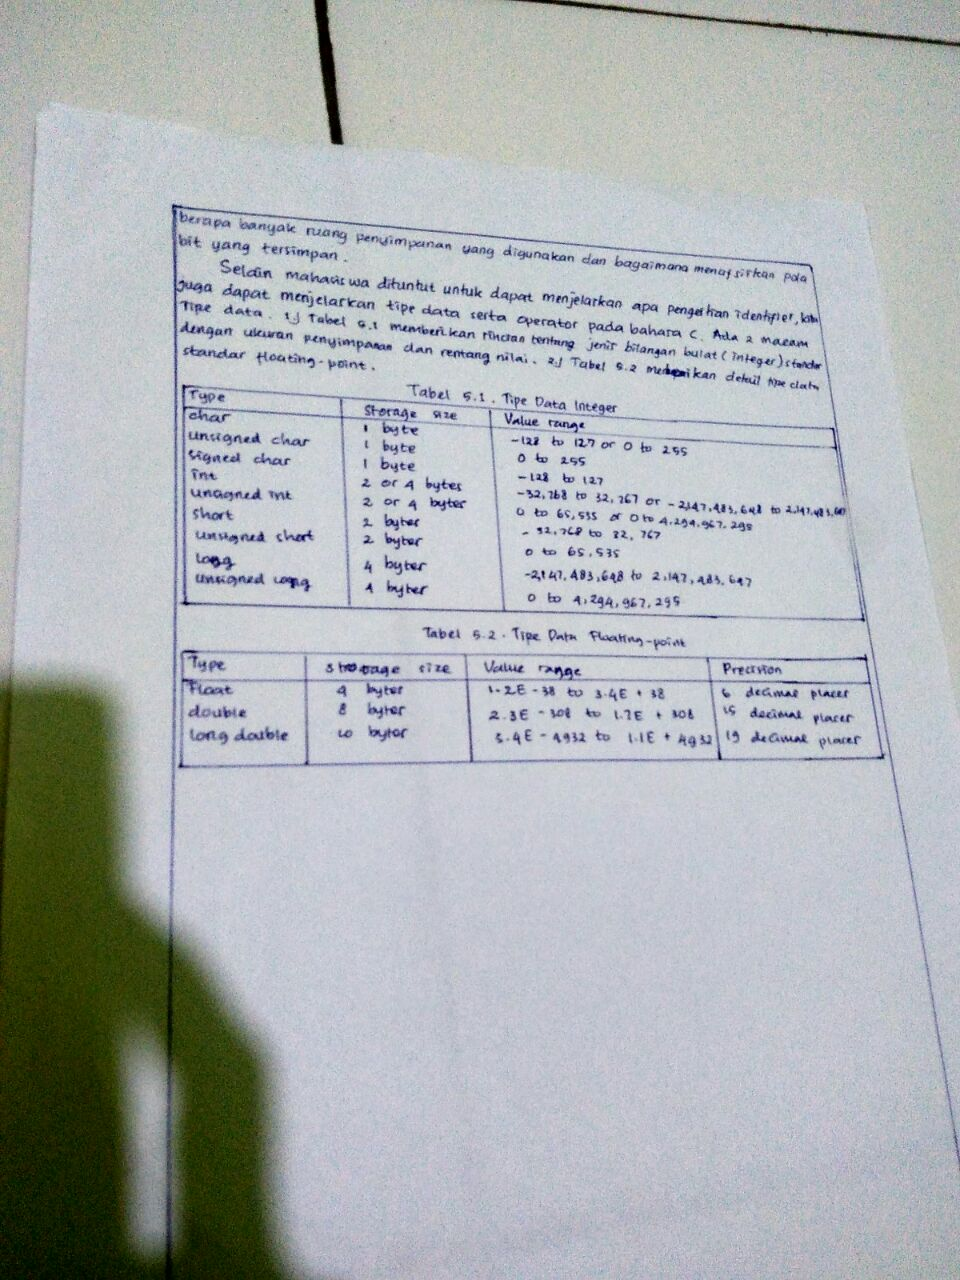 berapa banyak ruang penyimpanan yang digunakan dan bagaimana menafsirkan pola
bit yang tersimpan.
Selain mahasiswa dituntut untuk dapat menjelaskan apa pengertian identifier,
juga dapat menjelaskan tipe data serta operator pada bahasa C. Ada 2 macam
Tipe data. 1.) Tabel 5.1 memberikan rincian tentang jenis bilangan bulat (integer) standar
dengan ukuran penyimpanan dan rentang nilai. 2.) Tabel 5.2 detail tipe data
standar floating-point.
Tabel 5.1. Tipe Data Integer
Type Storage size Value range
char 1 byte -128 to 127 or 0 to 255
unsigned char 1 byte 0 to 255
signed char 1 byte -128 to 127
int 2 or 4 bytes -32,768 to 32,767 or -2,147,483,648 to 2,147,483,647
unsigned int 2 or 4 bytes 0 to 65,535 or 0 to 4,294,967,295
short 2 bytes -32,768 to 32,767
unsigned short 2 bytes 0 to 65,535
long 4 bytes -2,147,483,648 to 2,147,483,647
unsigned long 4 bytes 0 to 4,294,967,295
Tabel 5.2. Tipe Data Floating-point
Type Storage size Value range Precision
Float 4 bytes 1.2E-38 to 3.4E+38 6 decimal places
double 8 bytes 2.3E-308 to 1.7E+308 15 decimal places
long double 10 bytes 3.4E-4932 to 1.1E+4932 19 decimal places